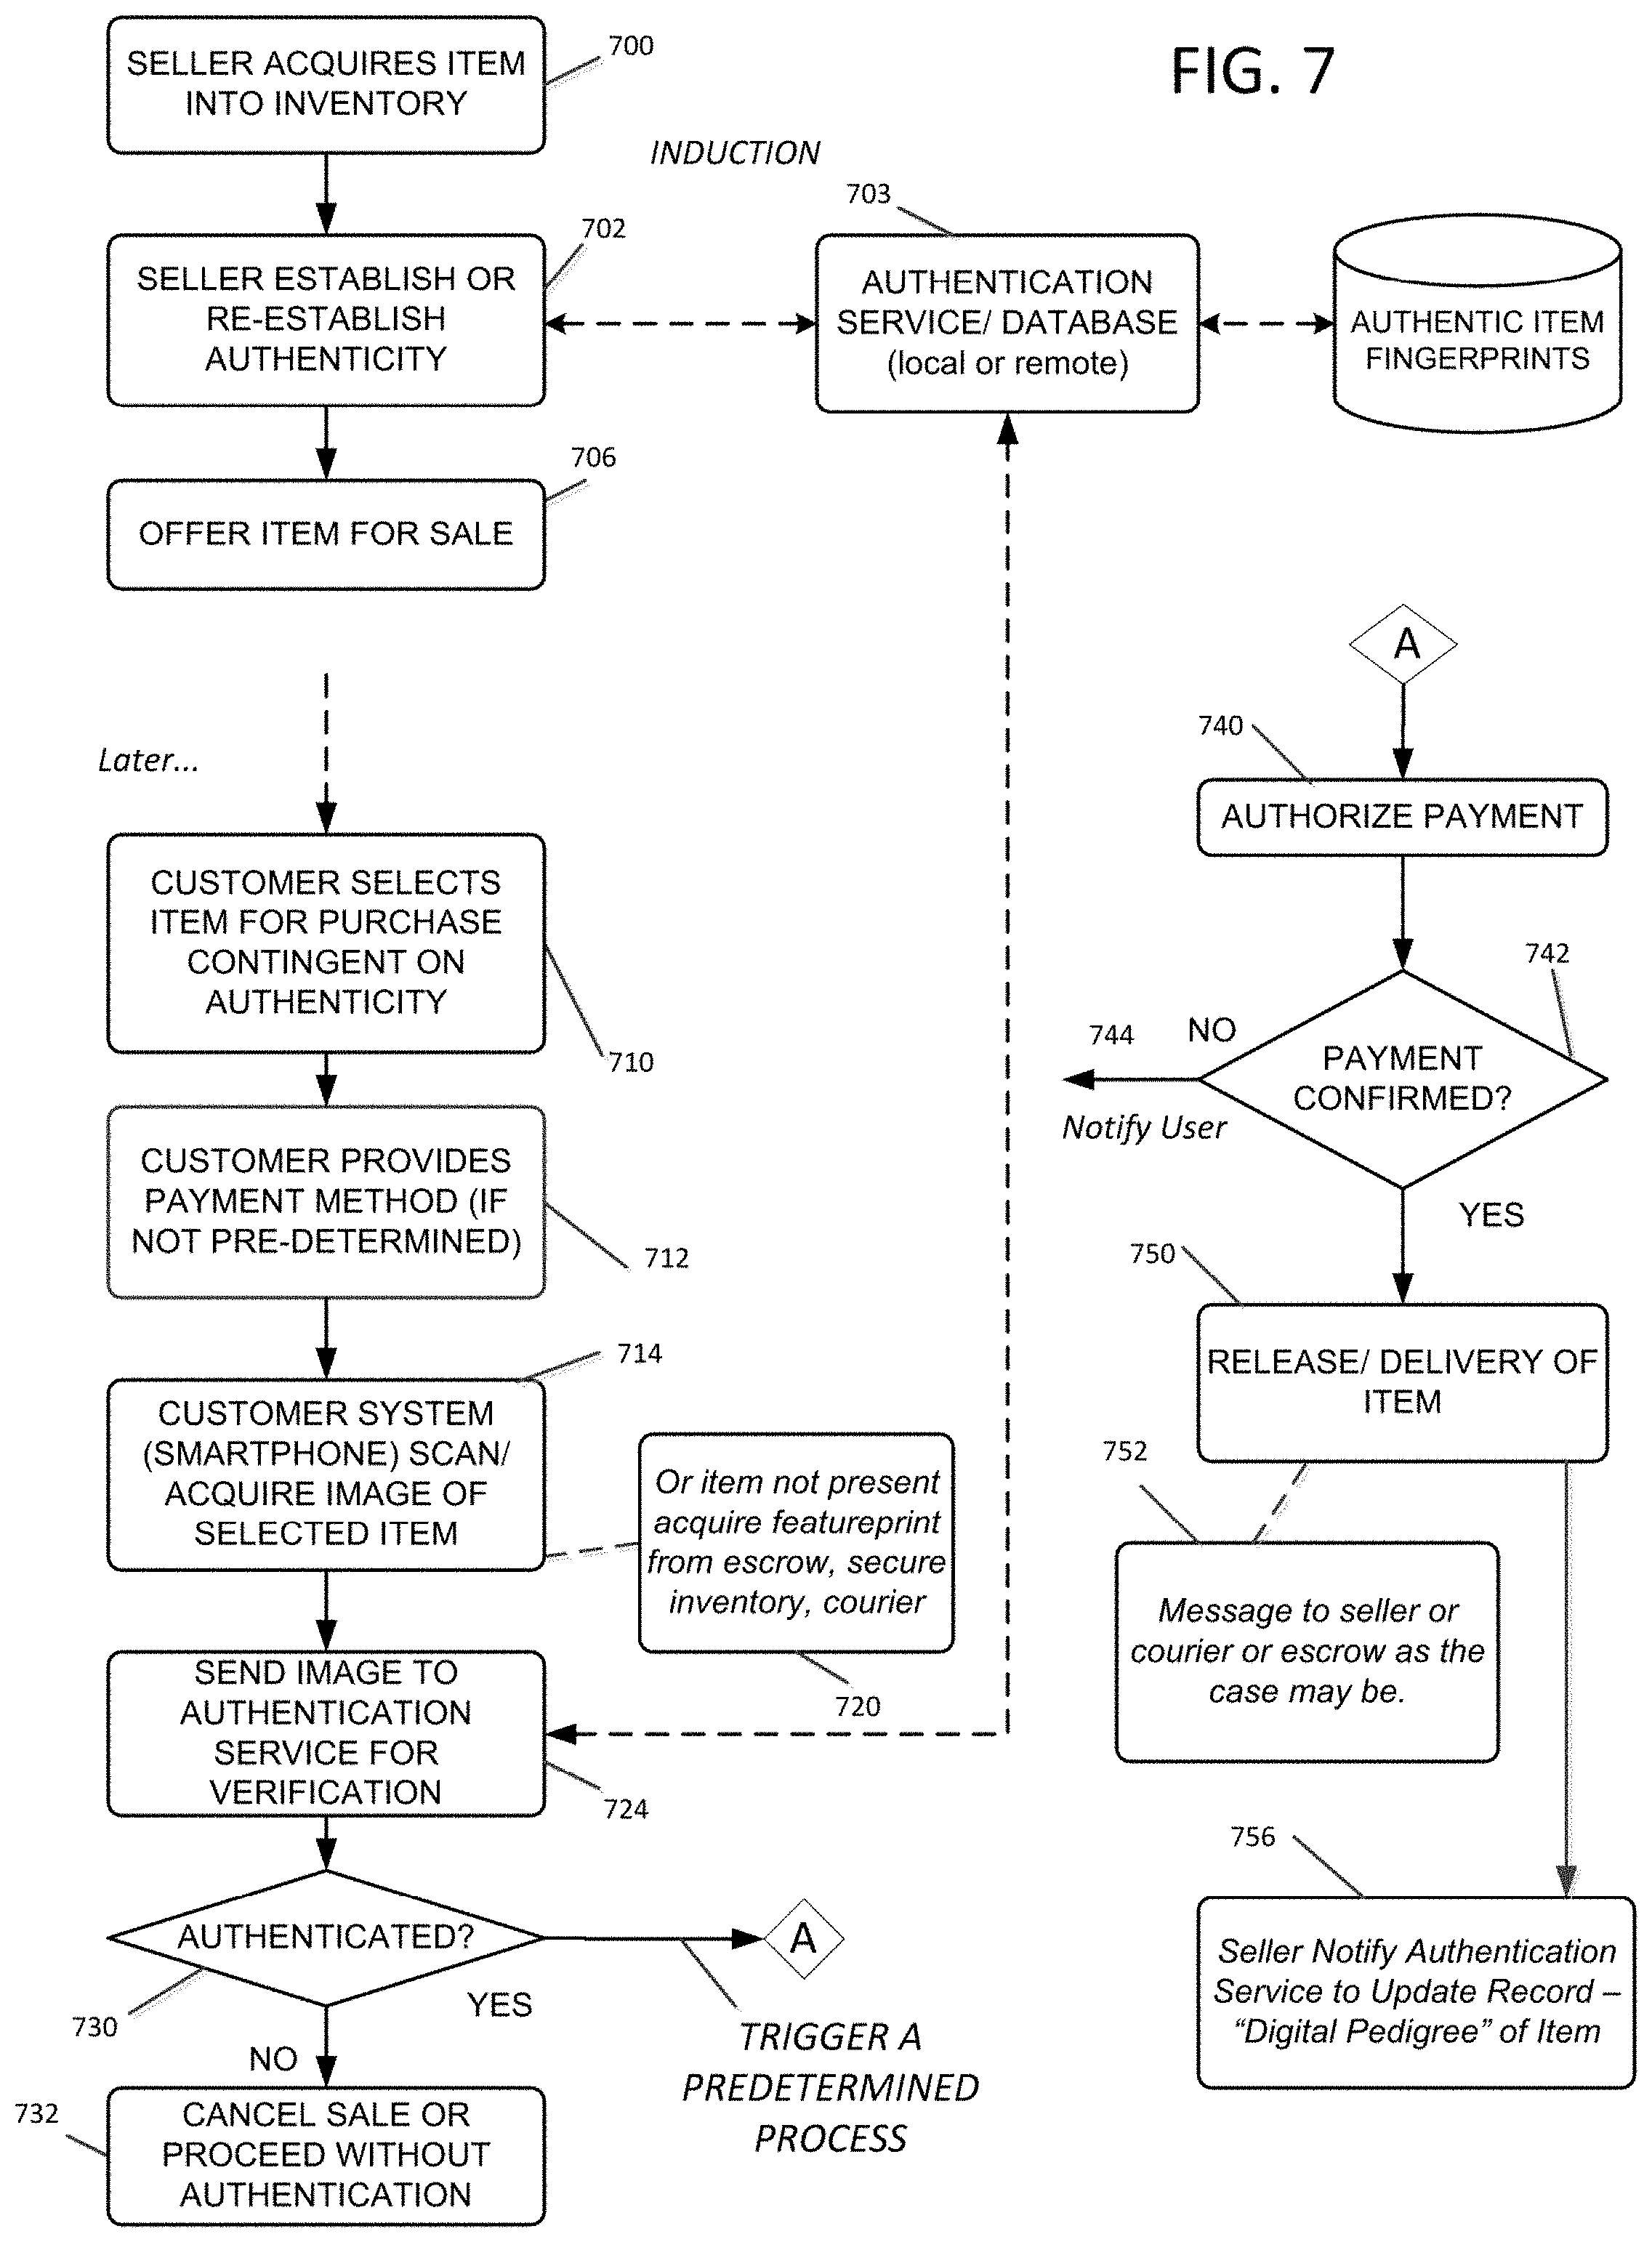 FIG. 7
700
SELLER ACQUIRES ITEM
INTO INVENTORY
INDUCTION
702
SELLER ESTABLISH OR
RE-ESTABLISH
AUTHENTICITY
703
AUTHENTICATION
SERVICE/ DATABASE
(local or remote)
AUTHENTIC ITEM
FINGERPRINTS
706
OFFER ITEM FOR SALE
Later...
CUSTOMER SELECTS
ITEM FOR PURCHASE
CONTINGENT ON
AUTHENTICITY
710
CUSTOMER PROVIDES
PAYMENT METHOD (IF
NOT PRE-DETERMINED)
712
714
CUSTOMER SYSTEM
(SMARTPHONE) SCAN/
ACQUIRE IMAGE OF
SELECTED ITEM
Or item not present
acquire featureprint
from escrow, secure
inventory, courier
720
SEND IMAGE TO
AUTHENTICATION
SERVICE FOR
VERIFICATION
724
AUTHENTICATED?
730
YES
NO
A
TRIGGER A
PREDETERMINED
PROCESS
732
CANCEL SALE OR
PROCEED WITHOUT
AUTHENTICATION
A
740
AUTHORIZE PAYMENT
742
744
NO
PAYMENT
CONFIRMED?
Notify User
YES
750
RELEASE/ DELIVERY OF
ITEM
752
Message to seller or
courier or escrow as the
case may be.
756
Seller Notify Authentication
Service to Update Record –
“Digital Pedigree” of Item